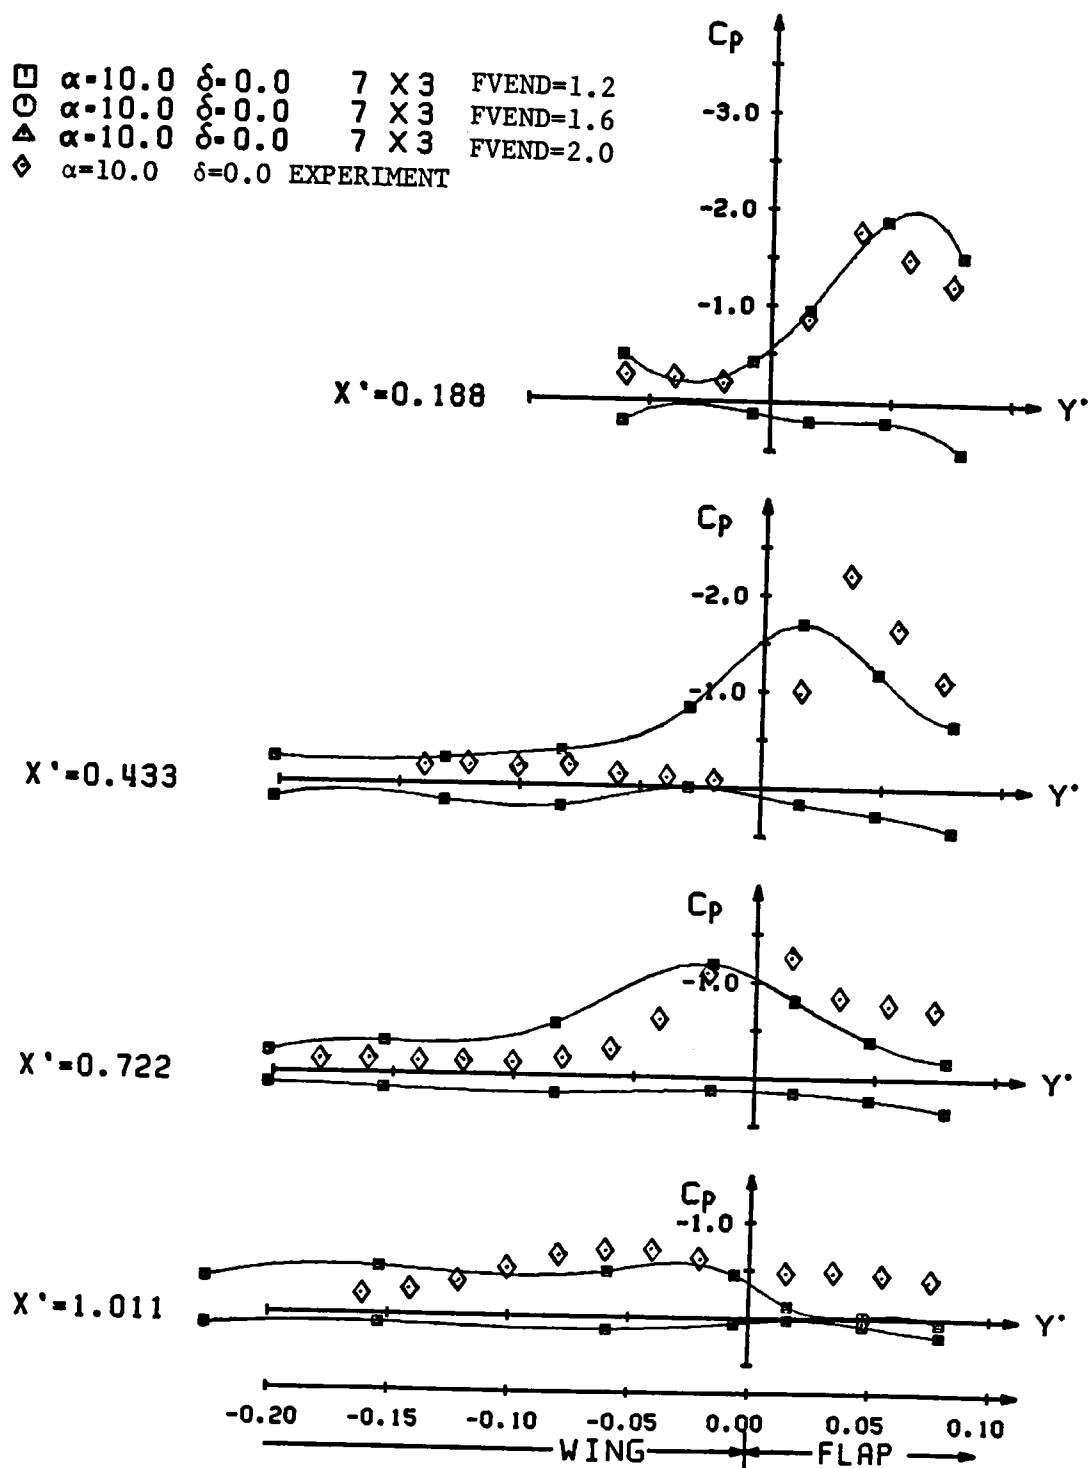 α=10.0 δ=0.0 7 X 3 FVEND=1.2
α=10.0 δ=0.0 7 X 3 FVEND=1.6
α=10.0 δ=0.0 7 X 3 FVEND=2.0
α=10.0 δ=0.0 EXPERIMENT
Cp
-3.0
-2.0
-1.0
X'=0.188
Y'
Cp
-2.0
-1.0
X'=0.433
Y'
Cp
-1.0
X'=0.722
Y'
Cp
-1.0
X'=1.011
Y'
-0.20 -0.15 -0.10 -0.05 0.00 0.05 0.10
WING FLAP